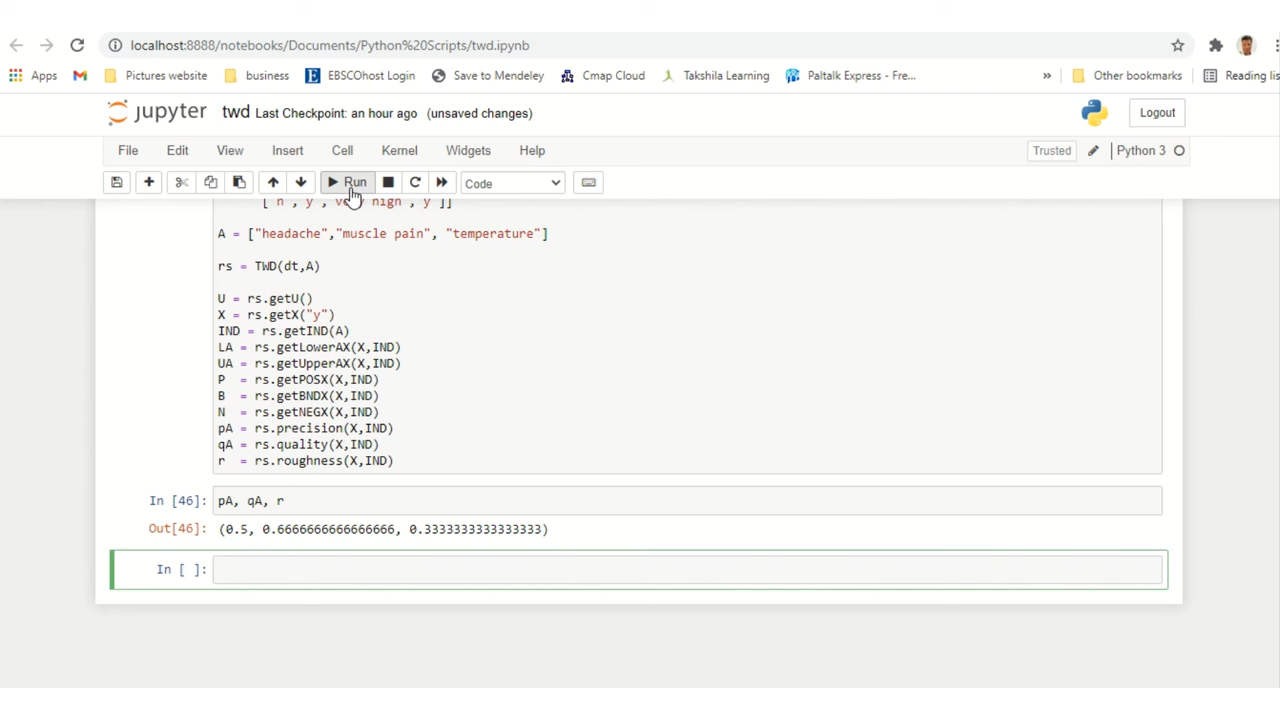 localhost:8888/notebooks/Documents/Python%20Scripts/twd.ipynb
Apps Pictures website business EBSCOhost Login Save to Mendeley Cmap Cloud Takshila Learning Paltalk Express - Fre... » Other bookmarks Reading lis
jupyter twd Last Checkpoint: an hour ago (unsaved changes) Logout
File Edit View Insert Cell Kernel Widgets Help Trusted Python 3
Run Code
['n','y','very high','y']]
A = ["headache","muscle pain", "temperature"]
rs = TWD(dt,A)
U = rs.getU()
X = rs.getX("y")
IND = rs.getIND(A)
LA = rs.getLowerAX(X,IND)
UA = rs.getUpperAX(X,IND)
P = rs.getPOSX(X,IND)
B = rs.getBNDX(X,IND)
N = rs.getNEGX(X,IND)
pA = rs.precision(X,IND)
qA = rs.quality(X,IND)
r = rs.roughness(X,IND)
In [46]: pA, qA, r
Out[46]: (0.5, 0.6666666666666666, 0.3333333333333333)
In [ ]: